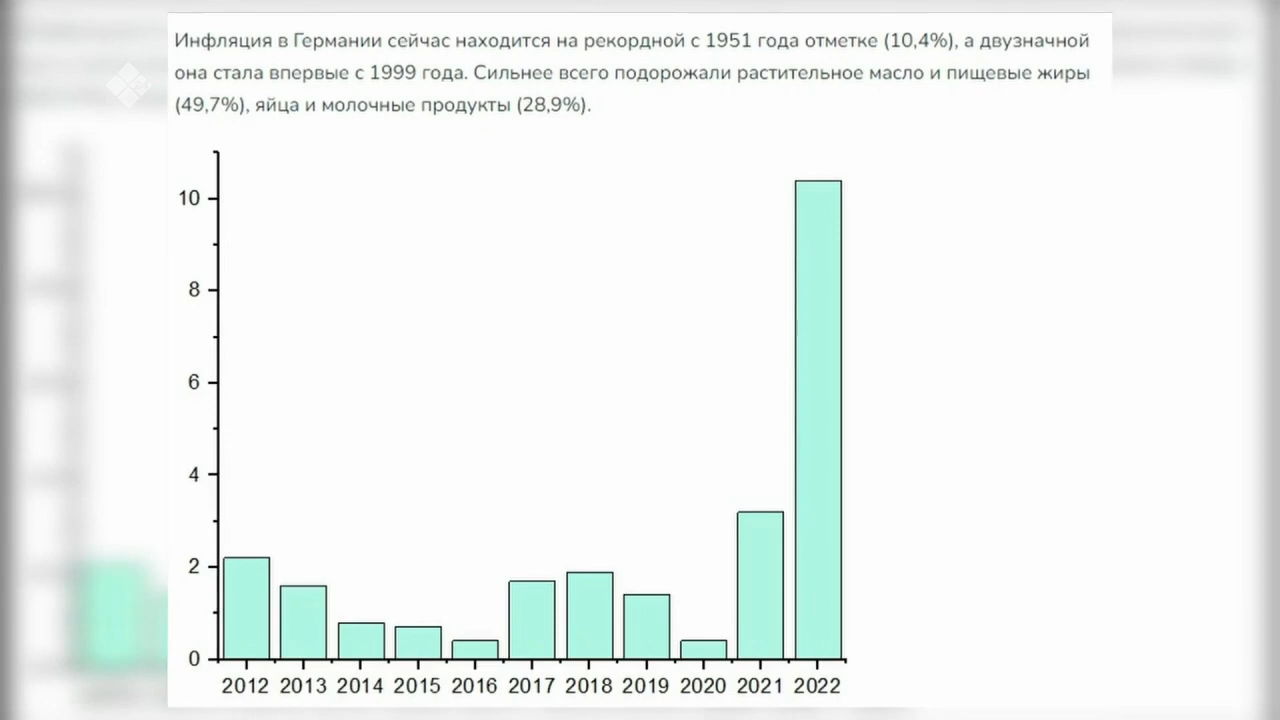 Инфляция в Германии сейчас находится на рекордной с 1951 года отметке (10,4%), а двузначной
она стала впервые с 1999 года. Сильнее всего подорожали растительное масло и пищевые жиры
(49,7%), яйца и молочные продукты (28,9%).
10
8
6
4
2
0
2012 2013 2014 2015 2016 2017 2018 2019 2020 2021 2022